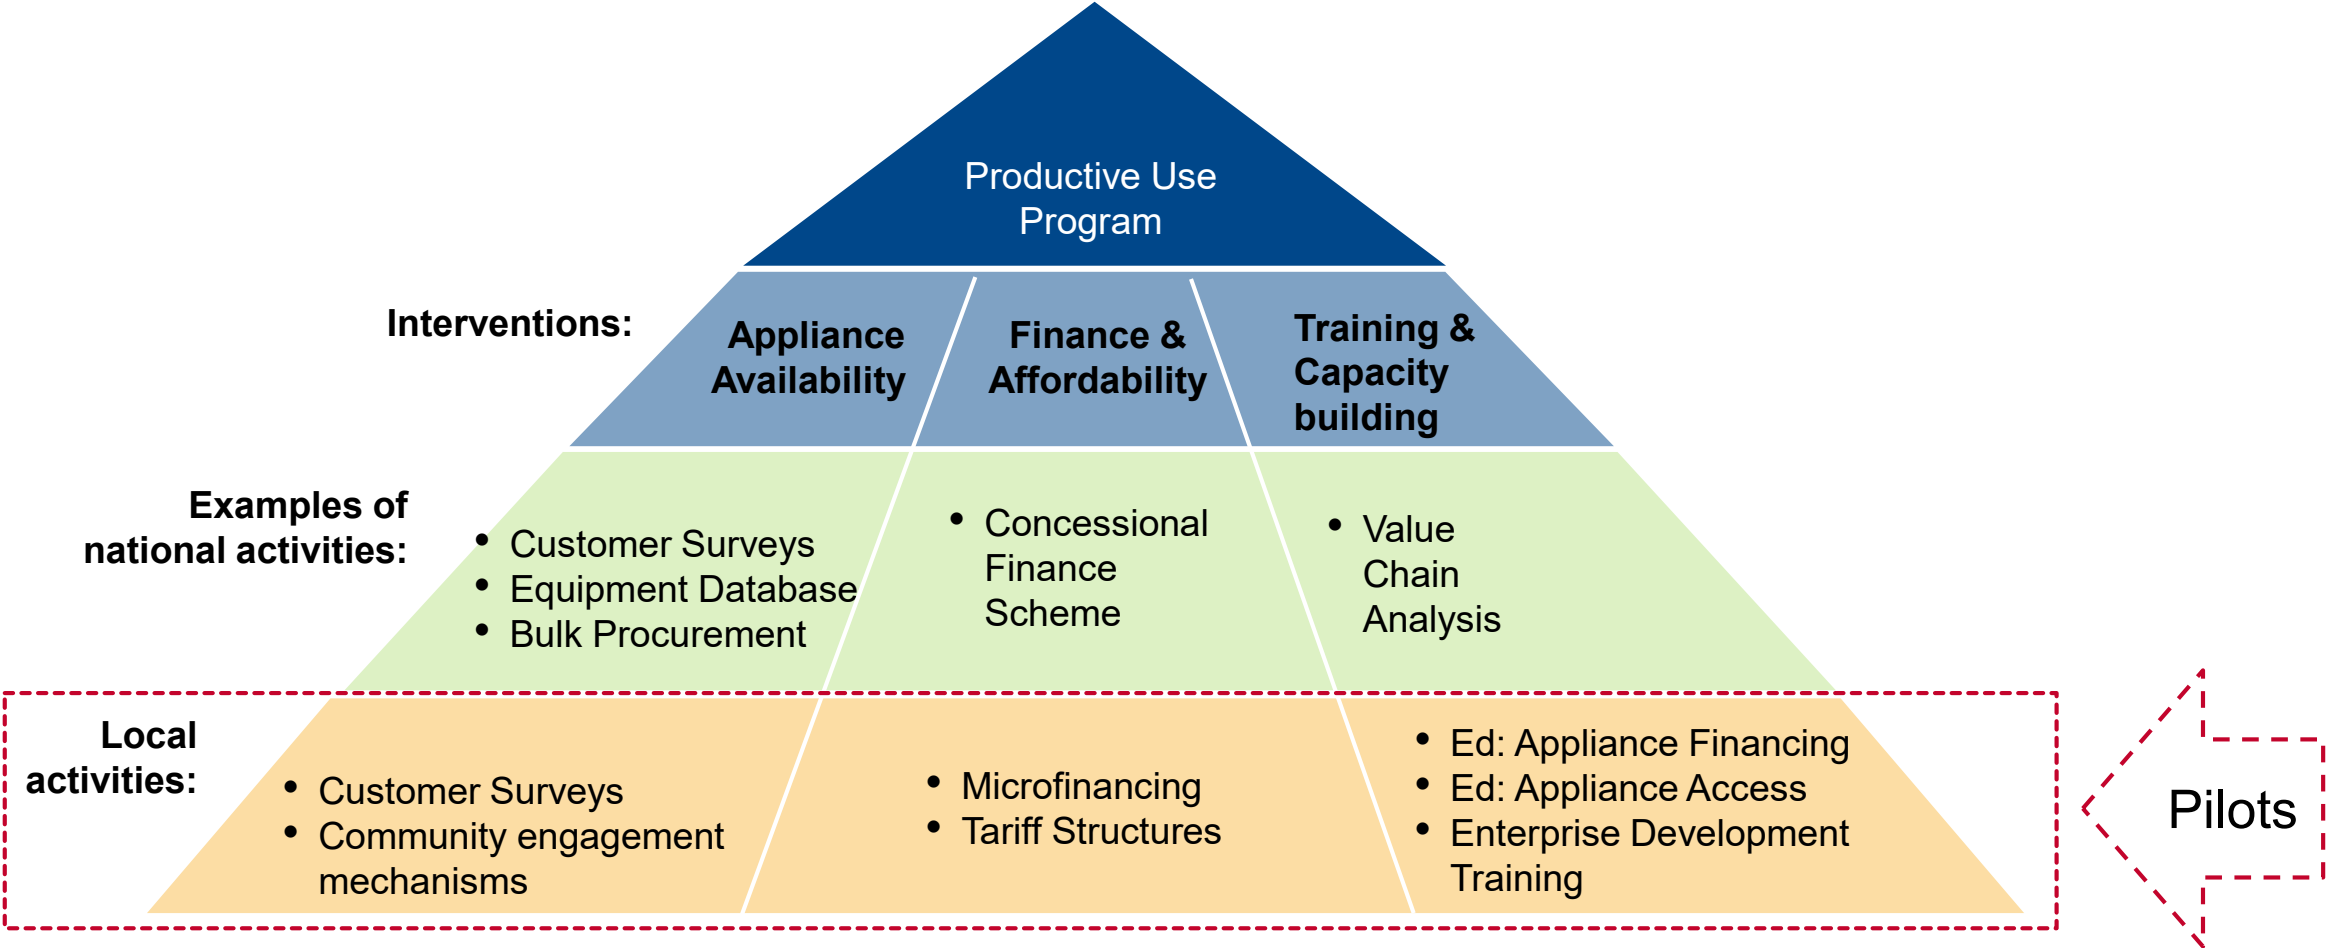 Productive Use
Program
Interventions:
Appliance
Availability
Finance &
Affordability
Training &
Capacity
building
Examples of
national activities:
• Customer Surveys
• Equipment Database
• Bulk Procurement
• Concessional
Finance
Scheme
• Value
Chain
Analysis
Local
activities:
• Customer Surveys
• Community engagement
mechanisms
• Microfinancing
• Tariff Structures
• Ed: Appliance Financing
• Ed: Appliance Access
• Enterprise Development
Training
Pilots